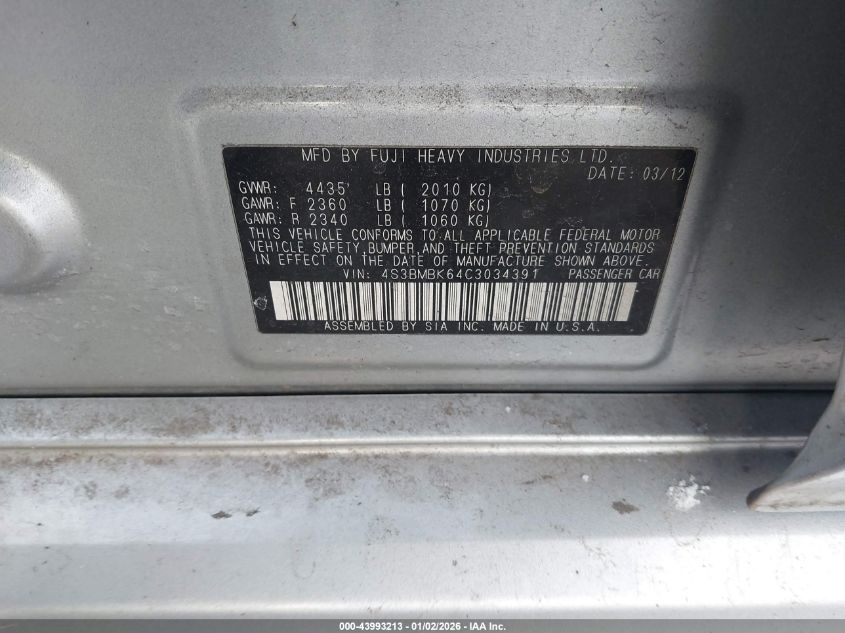 MFD BY FUJI HEAVY INDUSTRIES LTD.
DATE: 03/12
GVWR: 4435 LB ( 2010 KG)
GAWR: F 2360 LB ( 1070 KG)
GAWR: R 2340 LB ( 1060 KG)
THIS VEHICLE CONFORMS TO ALL APPLICABLE FEDERAL MOTOR
VEHICLE SAFETY, BUMPER, AND THEFT PREVENTION STANDARDS
IN EFFECT ON THE DATE OF MANUFACTURE SHOWN ABOVE.
VIN: 4S3BMBK64C3034391 PASSENGER CAR
ASSEMBLED BY SIA INC. MADE IN U.S.A.
000-43993213 - 01/02/2026 - IAA Inc.